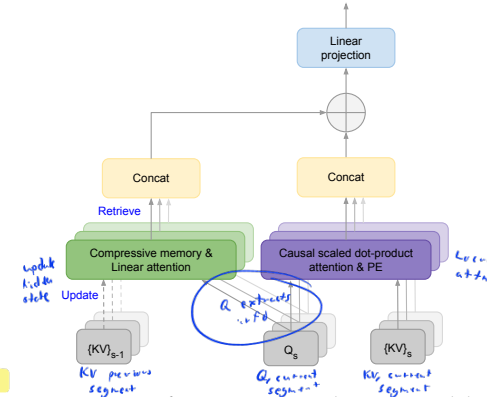 Linear
projection
Concat
Concat
Retrieve
Compressive memory &
Linear attention
Causal scaled dot-product
attention & PE
update
hidden
state
Local
Update
Q extracts
info
{KV}s-1
Qs
{KV}s
KV previous
segment
Q, current
segment
KV, current
segment